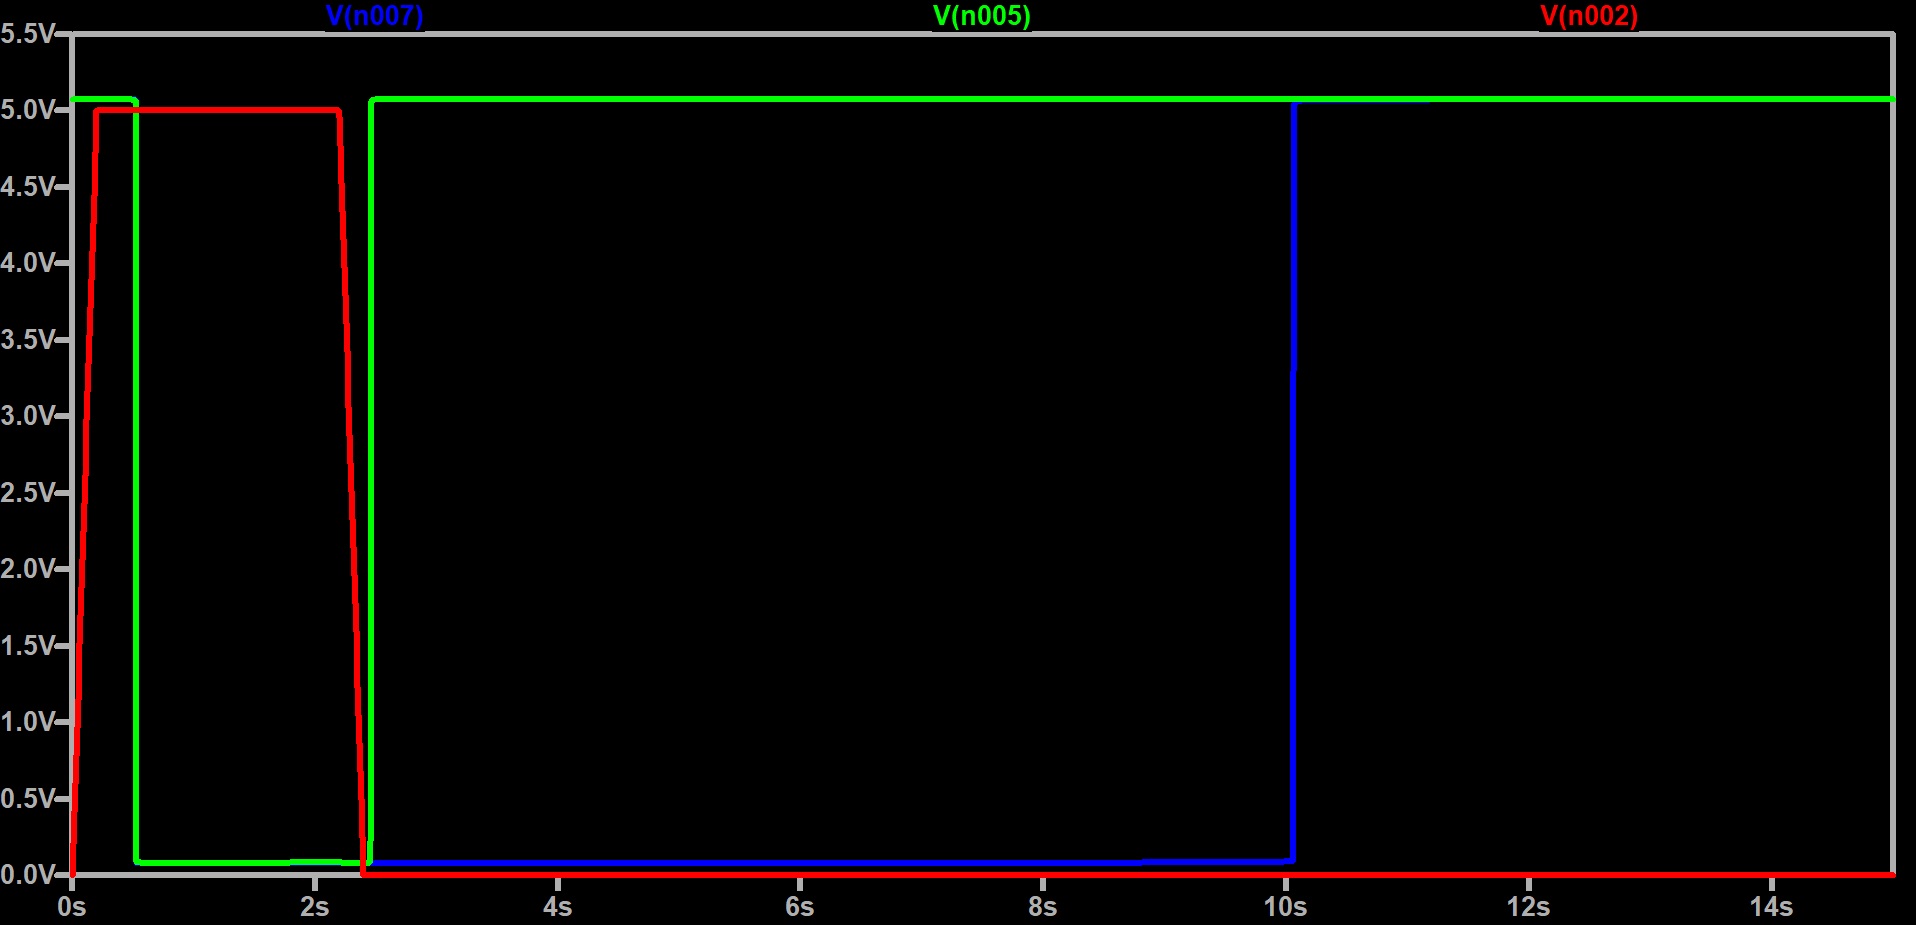 V(n007) V(n005) V(n002)
5.5V
5.0V
4.5V
4.0V
3.5V
3.0V
2.5V
2.0V
1.5V
1.0V
0.5V
0.0V
0s 2s 4s 6s 8s 10s 12s 14s